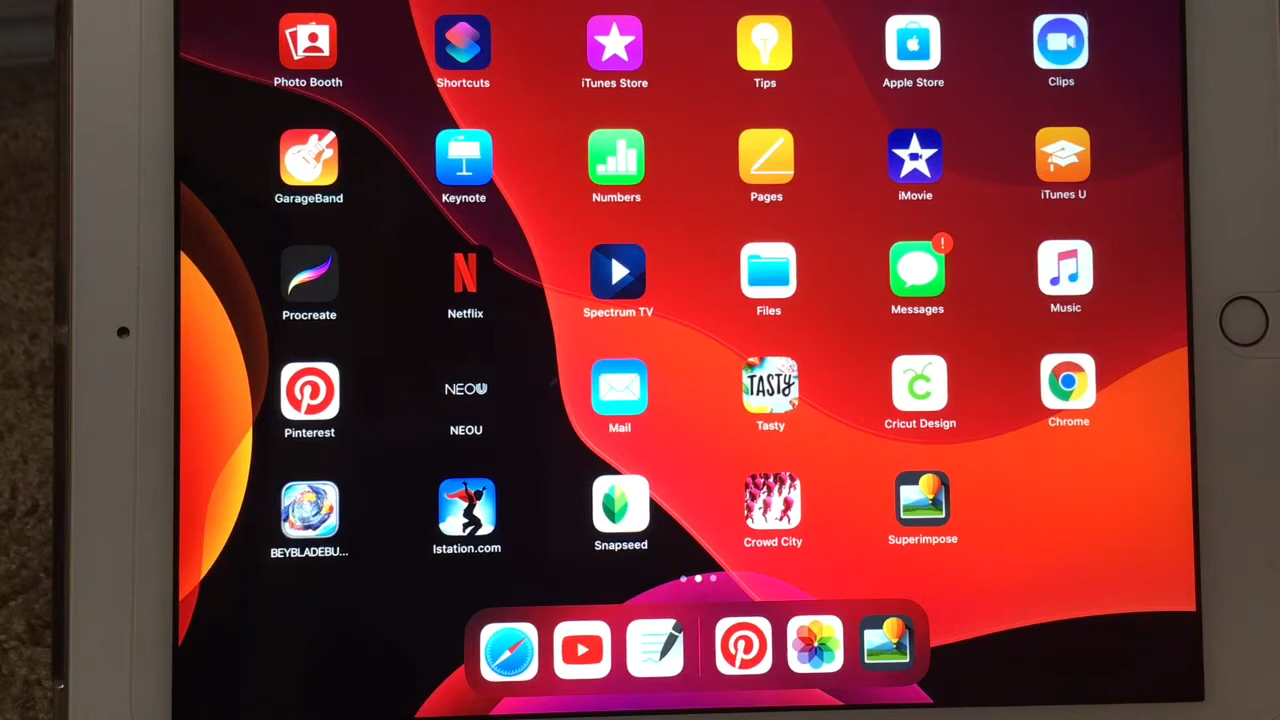 Photo Booth
Shortcuts
iTunes Store
Tips
Apple Store
Clips
GarageBand
Keynote
Numbers
Pages
iMovie
iTunes U
Procreate
N
Netflix
Spectrum TV
Files
!
Messages
Music
Pinterest
NEOU
NEOU
Mail
TASTY
Tasty
Cricut Design
Chrome
BEYBLADEBU...
Istation.com
Snapseed
Crowd City
Superimpose